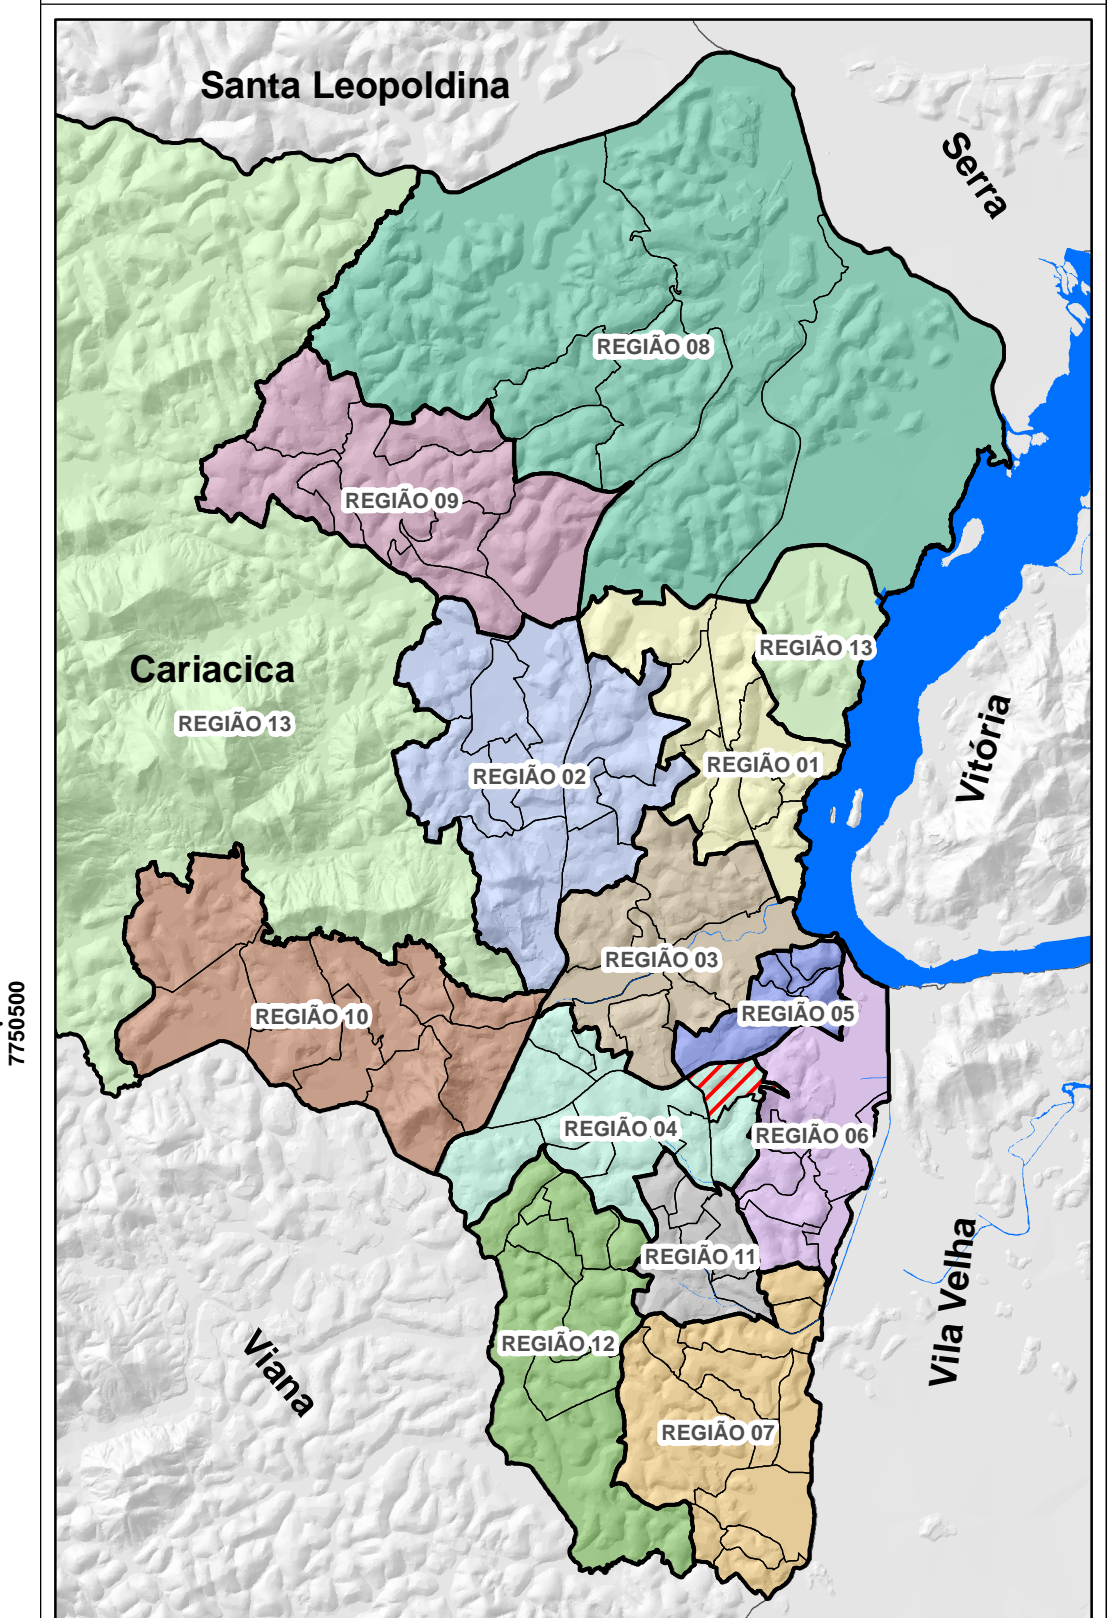 Santa Leopoldina
Serra
REGIÃO 08
REGIÃO 09
REGIÃO 13
Cariacica
REGIÃO 13
Vitória
REGIÃO 01
REGIÃO 02
REGIÃO 03
7750500
REGIÃO 10
REGIÃO 05
REGIÃO 04
REGIÃO 06
REGIÃO 11
Vila Velha
REGIÃO 12
Viana
REGIÃO 07